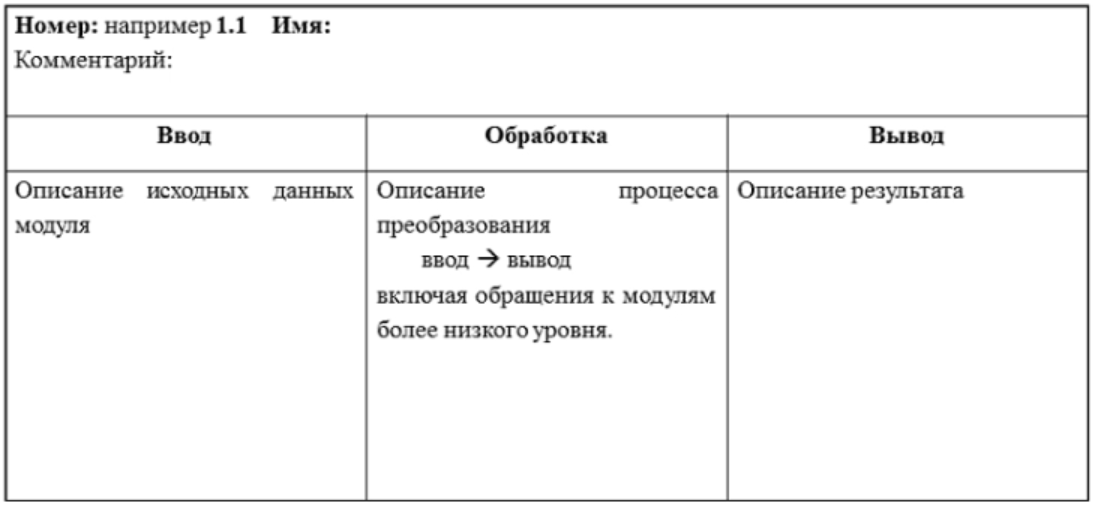 Номер: например 1.1 Имя:
Комментарий:
Ввод
Обработка
Вывод
Описание исходных данных
модуля
Описание процесса
преобразования
ввод → вывод
включая обращения к модулям
более низкого уровня.
Описание результата